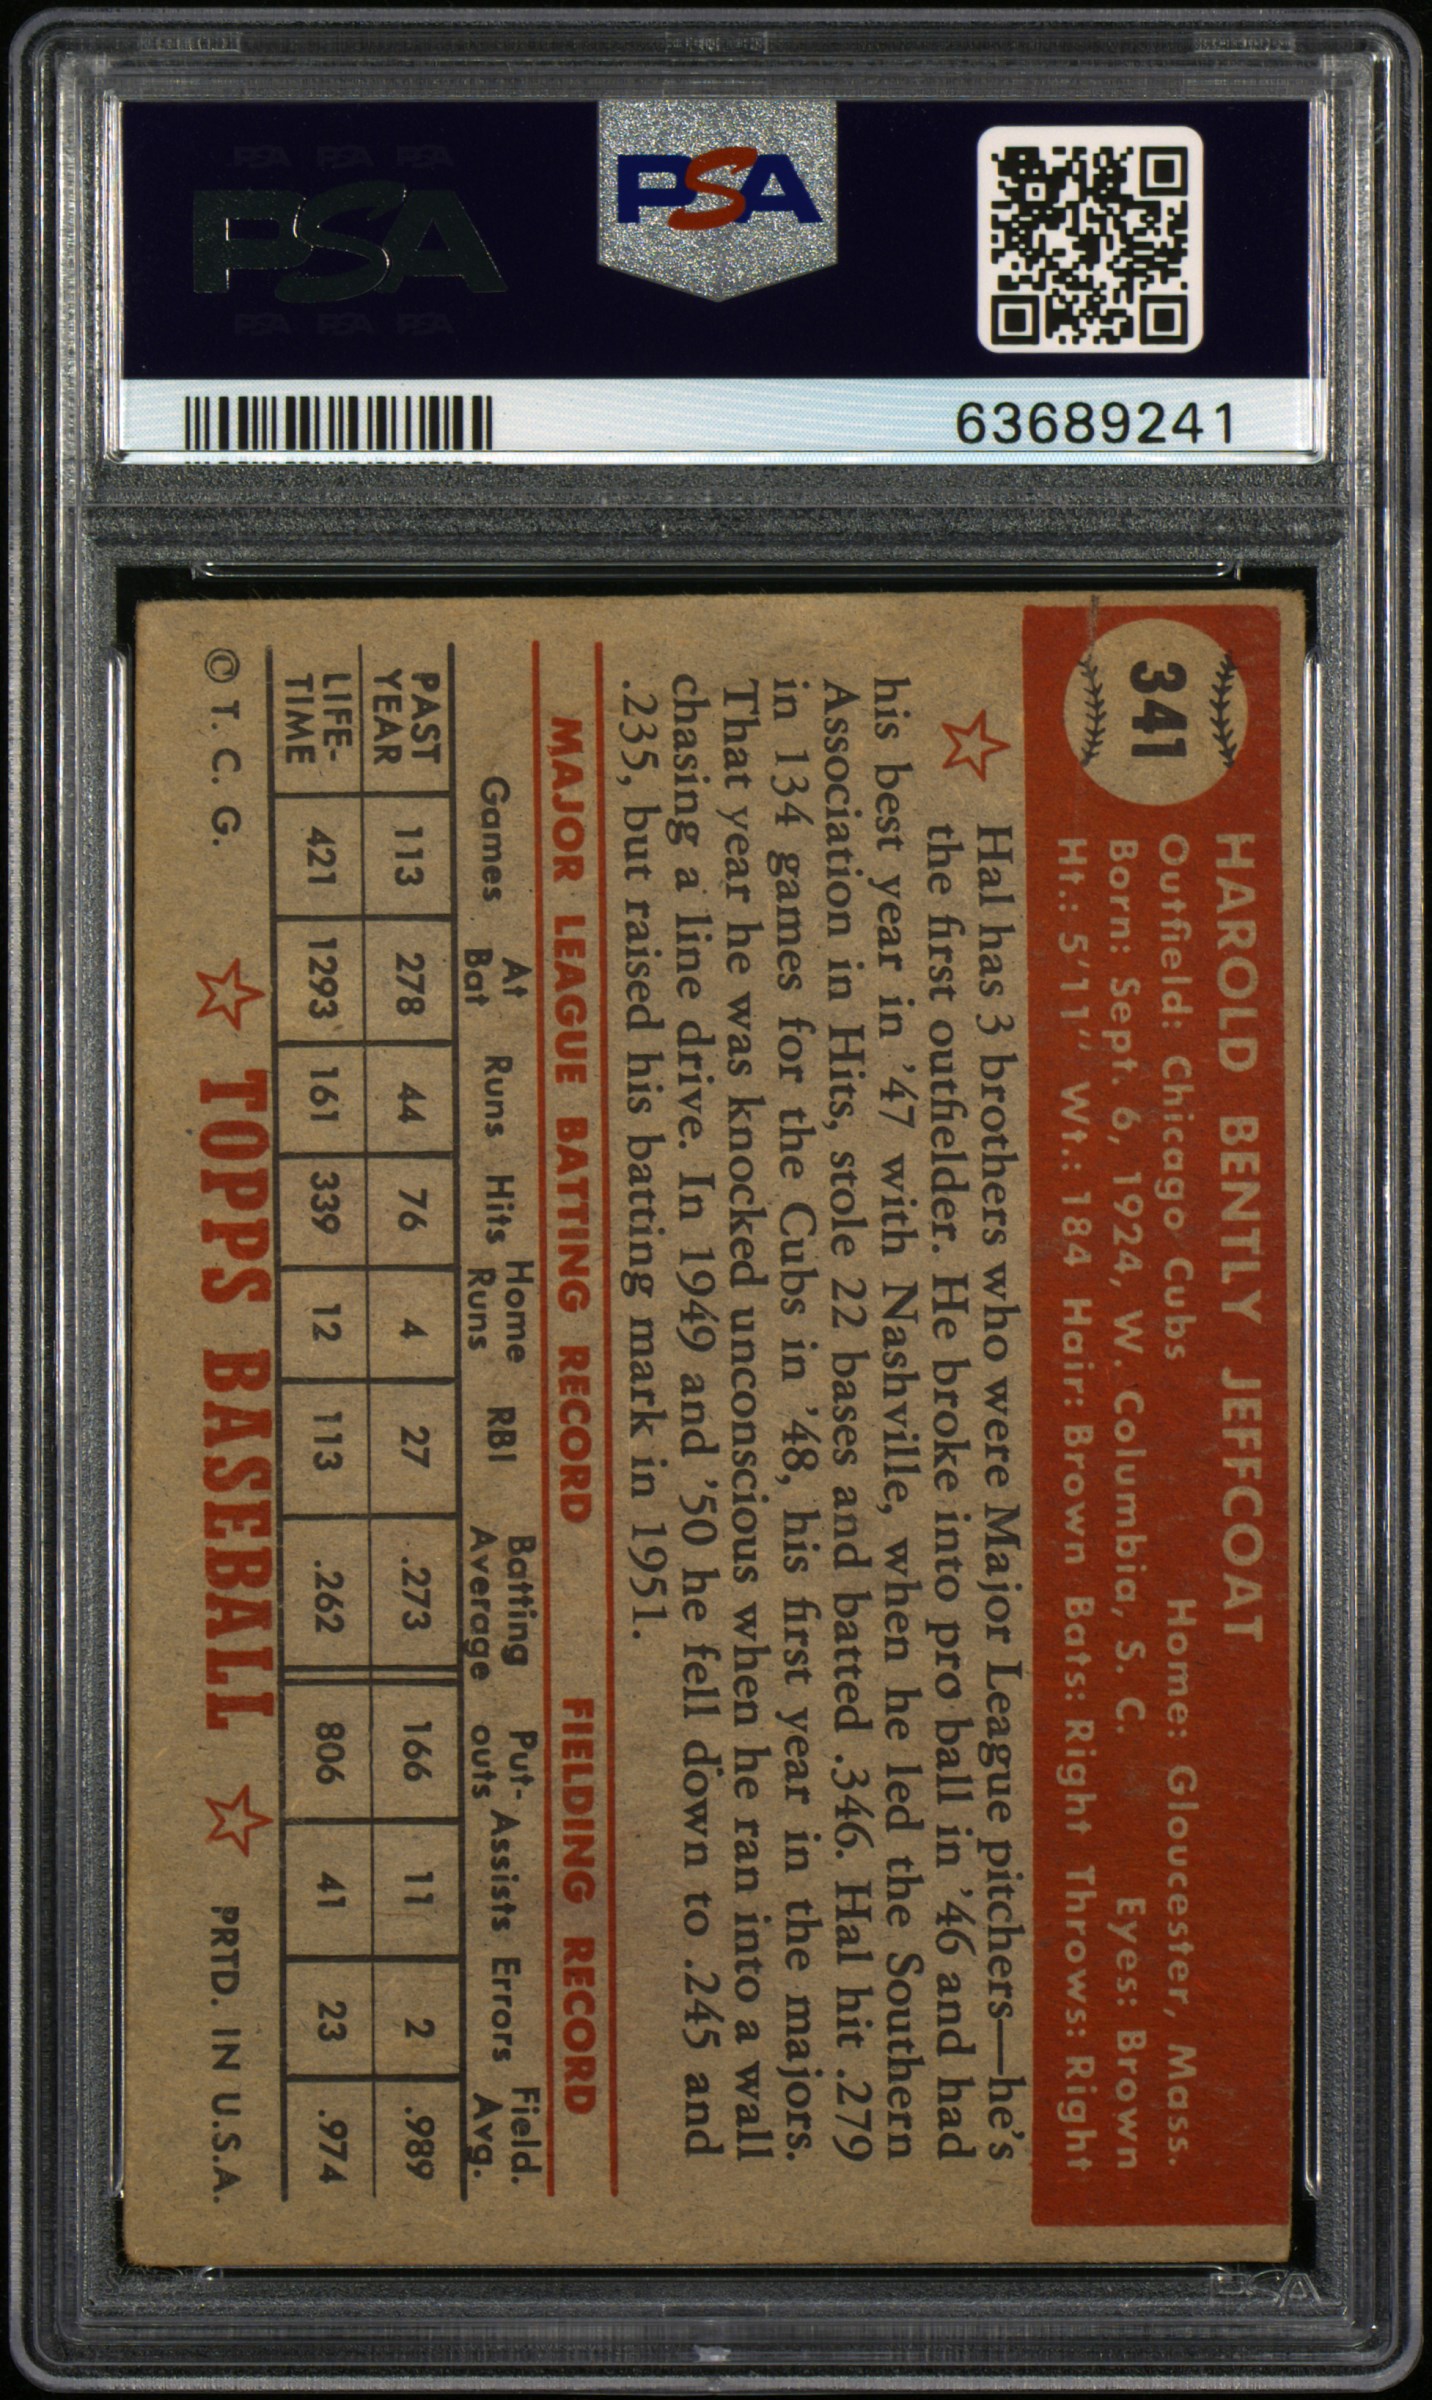 PSA PSA PSA
PSA
PSA PSA PSA
PSA
63689241
341
HAROLD BENTLY JEFFCOAT
Outfield: Chicago Cubs Home: Gloucester, Mass.
Born: Sept. 6, 1924, W. Columbia, S. C. Eyes: Brown
Ht.: 5'11" Wt.: 184 Hair: Brown Bats: Right Throws: Right
Hal has 3 brothers who were Major League pitchers—he's
the first outfielder. He broke into pro ball in '46 and had
his best year in '47 with Nashville, when he led the Southern
Association in Hits, stole 22 bases and batted .346. Hal hit .279
in 134 games for the Cubs in '48, his first year in the majors.
That year he was knocked unconscious when he ran into a wall
chasing a line drive. In 1949 and '50 he fell down to .245 and
.235, but raised his batting mark in 1951.
MAJOR LEAGUE BATTING RECORD FIELDING RECORD
Games At Bat Runs Hits Home Runs RBI Batting Average Put-outs Assists Errors Field. Avg.
PAST YEAR 113 278 44 76 4 27 .273 166 11 2 .989
LIFE-TIME 421 1293 161 339 12 113 .262 806 41 23 .974
© T. C. G. TOPPS BASEBALL PRTD. IN U.S.A.
PSA